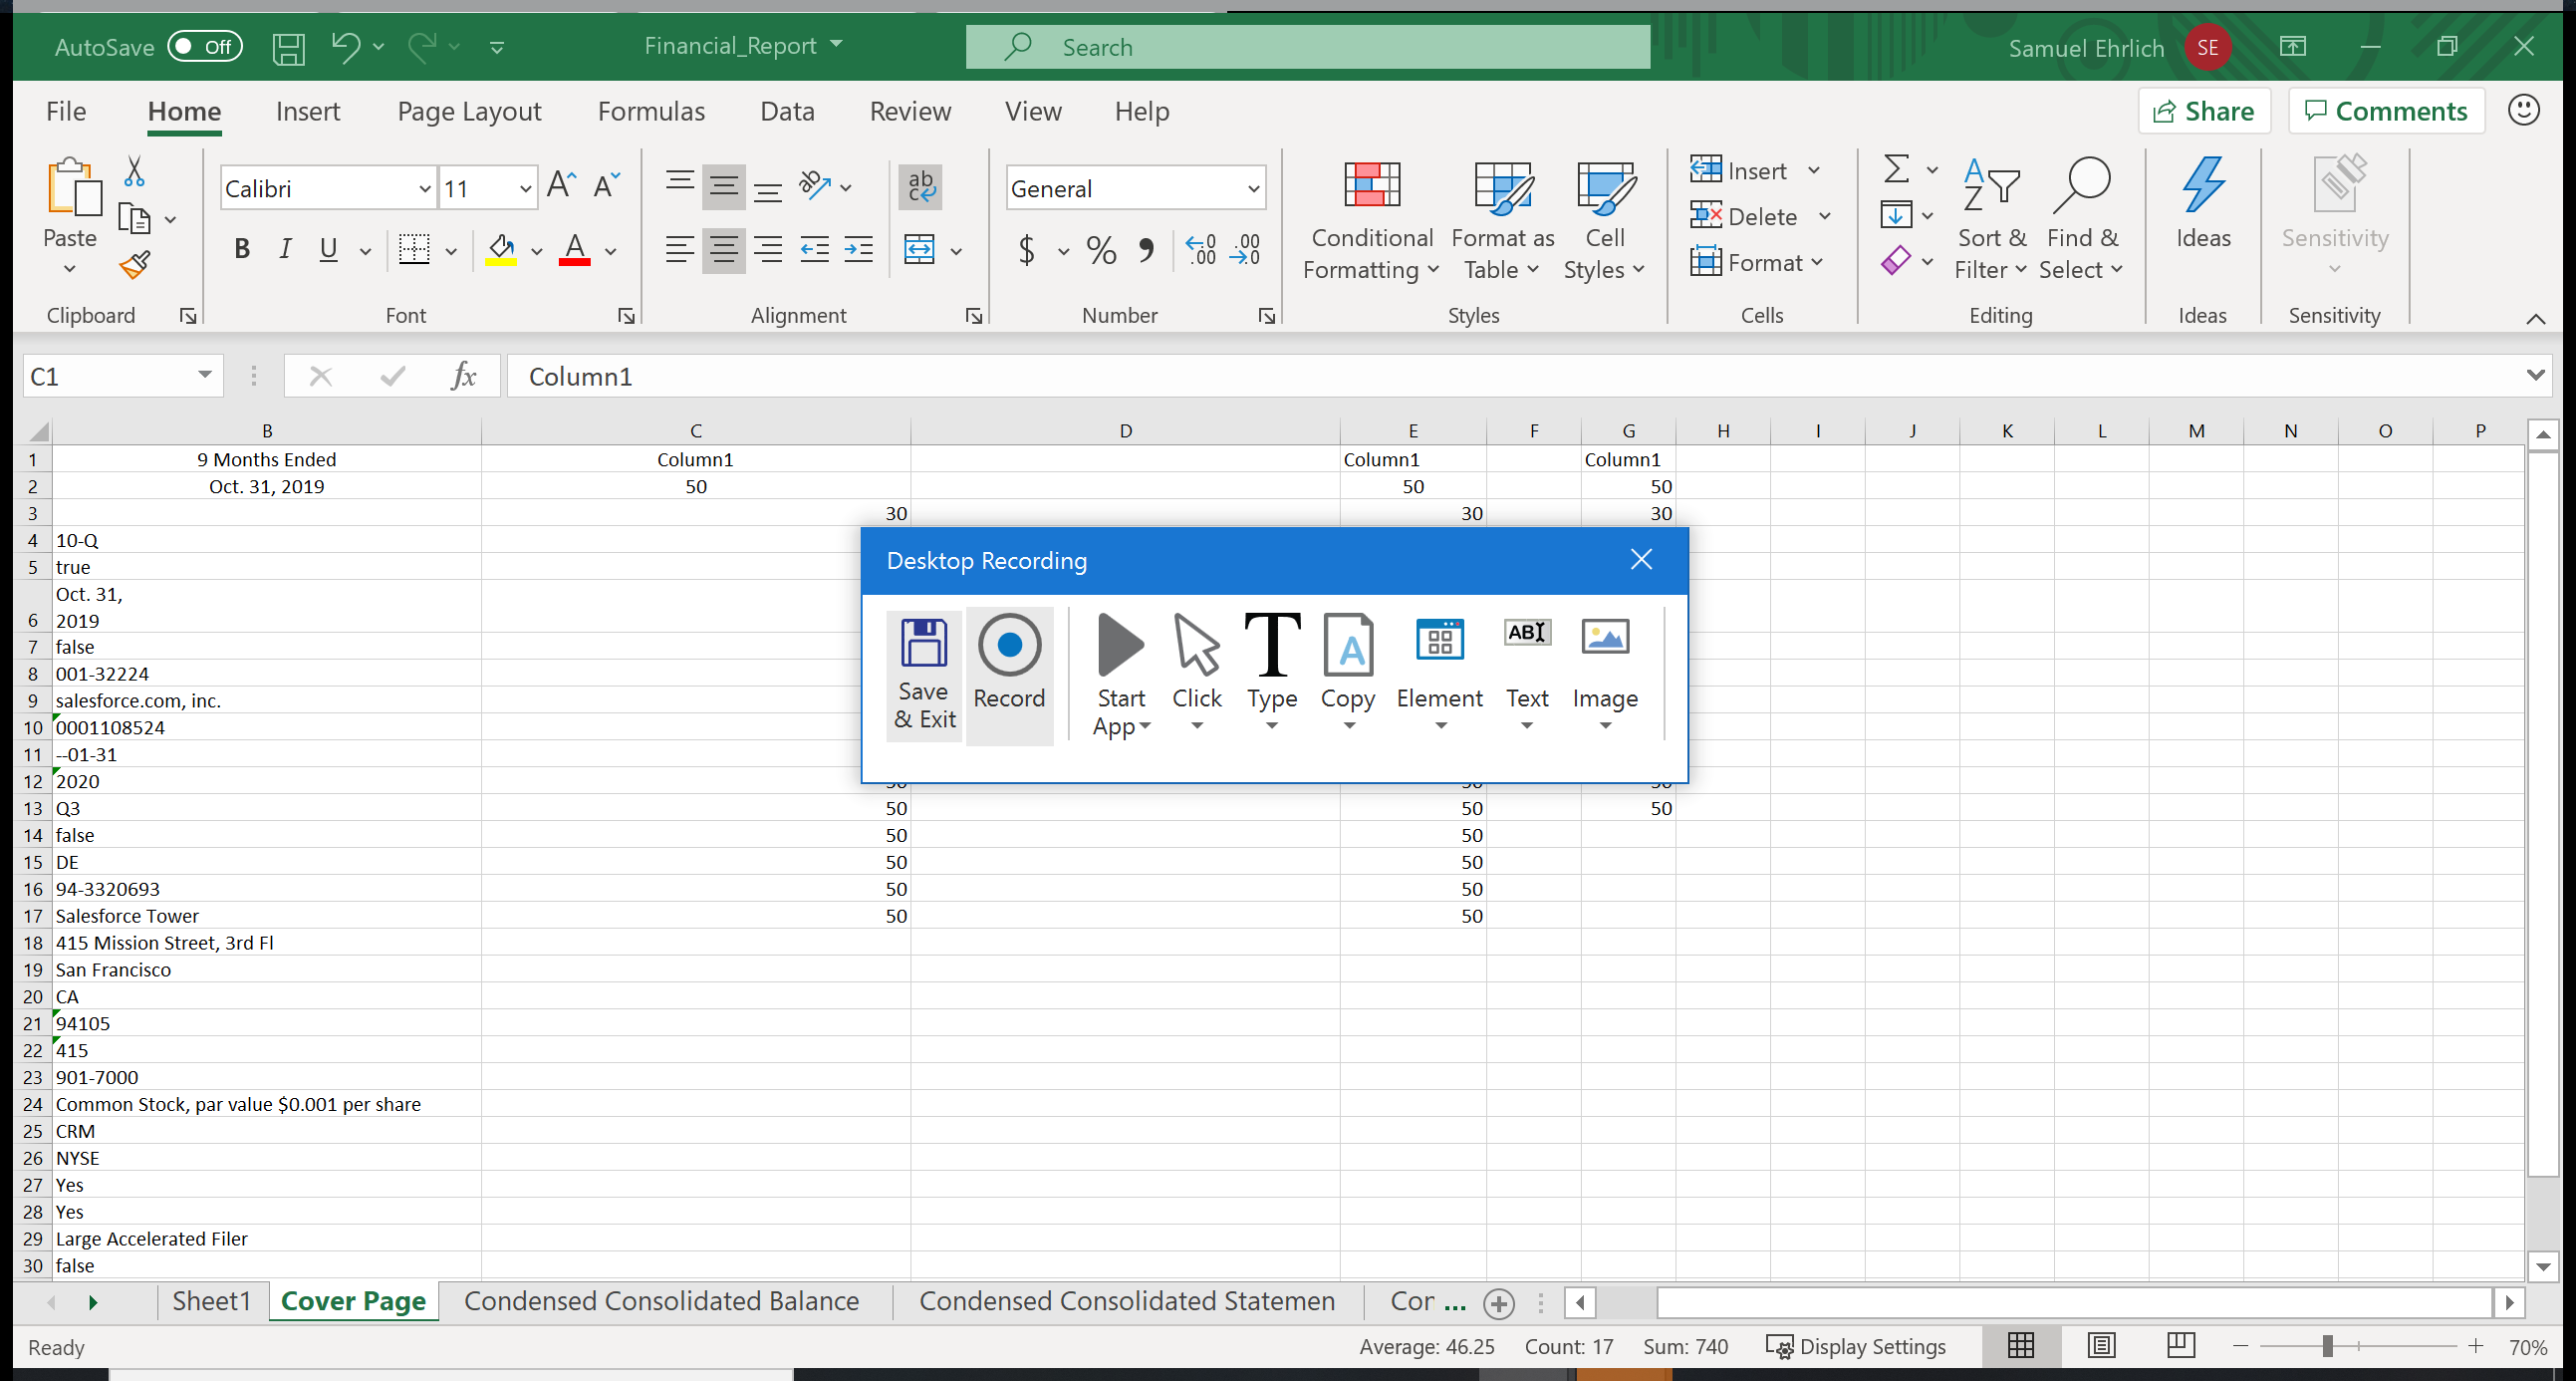 AutoSave Off Financial_Report Search Samuel Ehrlich SE
File Home Insert Page Layout Formulas Data Review View Help Share Comments
Calibri 11 General Insert
Paste Delete
Conditional Formatting Format as Table Cell Styles Format Sort & Filter Find & Select Ideas Sensitivity
Clipboard Font Alignment Number Styles Cells Editing Ideas Sensitivity
C1 fx Column1
B C D E F G H I J K L M N O P
1 9 Months Ended Column1 Column1 Column1
2 Oct. 31, 2019 50 50 50
3 30 30 30
4 10-Q
5 true
Oct. 31,
6 2019
7 false
8 001-32224
9 salesforce.com, inc.
10 0001108524
11 --01-31
12 2020
Desktop Recording
Save & Exit Record Start App Click Type Copy Element Text Image
13 Q3 50 50 50
14 false 50 50
15 DE 50 50
16 94-3320693 50 50
17 Salesforce Tower 50 50
18 415 Mission Street, 3rd Fl
19 San Francisco
20 CA
21 94105
22 415
23 901-7000
24 Common Stock, par value $0.001 per share
25 CRM
26 NYSE
27 Yes
28 Yes
29 Large Accelerated Filer
30 false
Sheet1 Cover Page Condensed Consolidated Balance Condensed Consolidated Statemen Cor ...
Ready Average: 46.25 Count: 17 Sum: 740 Display Settings 70%